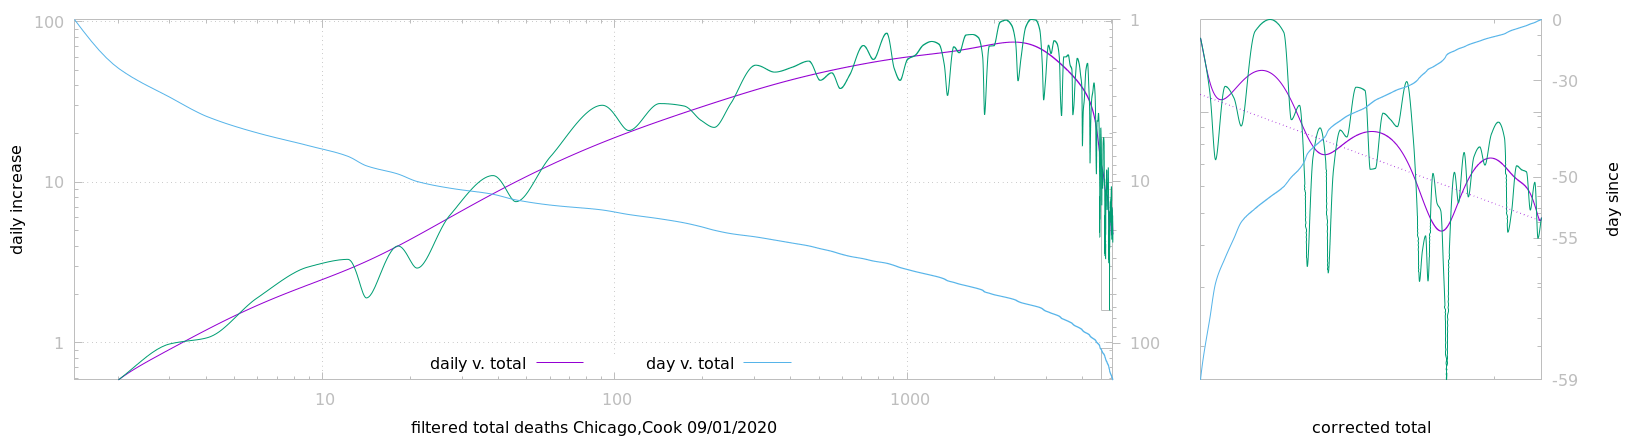 100
10
1
daily increase
10
100
1000
daily v. total
day v. total
filtered total deaths Chicago,Cook 09/01/2020
1
10
100
0
-30
-50
-55
-59
day since
corrected total